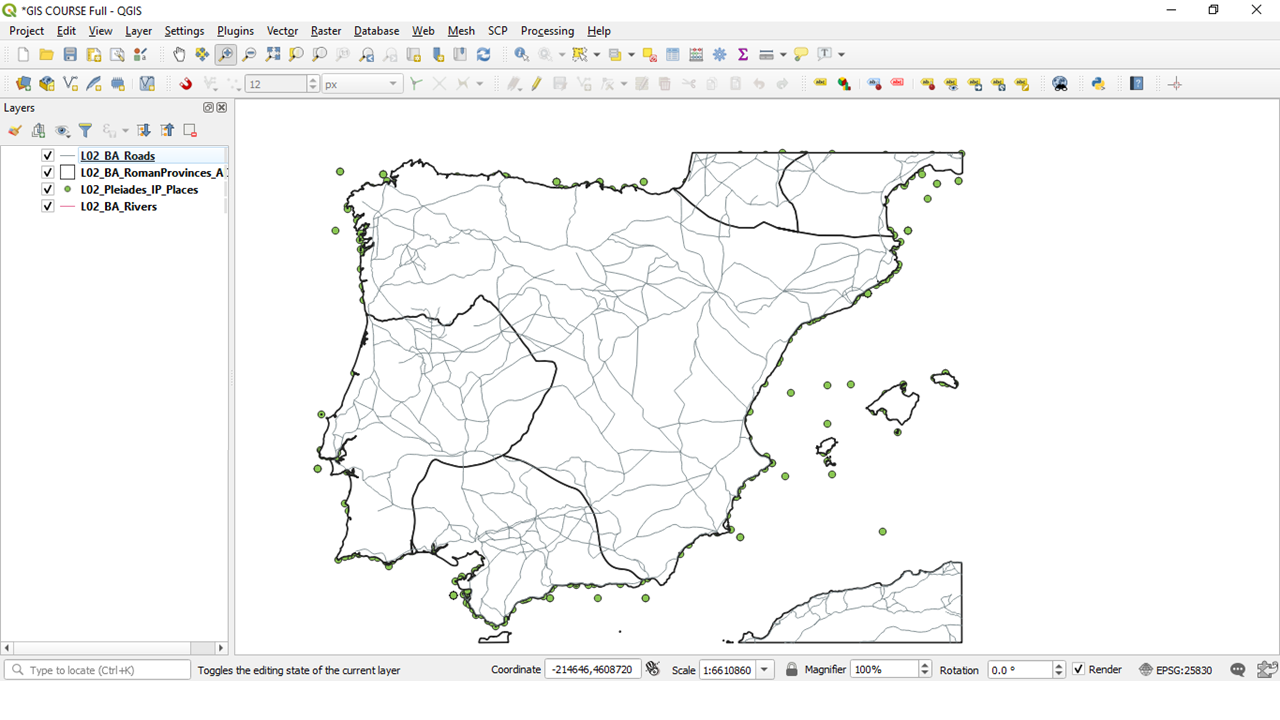 *GIS COURSE Full - QGIS
Project Edit View Layer Settings Plugins Vector Raster Database Web Mesh SCP Processing Help
12 px
Layers
L02_BA_Roads
L02_BA_RomanProvinces_A
L02_Pleiades_IP_Places
L02_BA_Rivers
Type to locate (Ctrl+K) Toggles the editing state of the current layer Coordinate -214646,4608720 Scale 1:6610860 Magnifier 100% Rotation 0.0 ° Render EPSG:25830